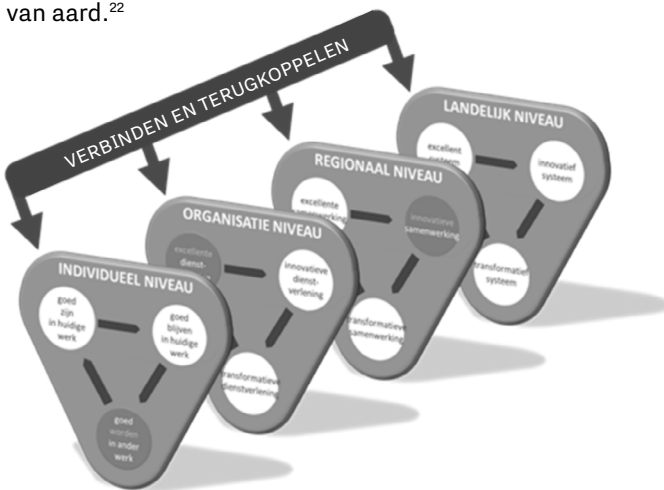 van aard.22
VERBINDEN EN TERUGKOPPELEN
INDIVIDUEEL NIVEAU
goed
zijn
in huidige
werk
goed
blijven
in huidige
werk
goed
worden
in ander
werk
ORGANISATIE NIVEAU
excellente
dienst-
innovatieve
dienst-
verlening
transformatieve
dienstverlening
REGIONAAL NIVEAU
excellente
samenwerking
innovatieve
samenwerking
transformatieve
samenwerking
LANDELIJK NIVEAU
excellent
systeem
innovatief
systeem
transformatief
systeem